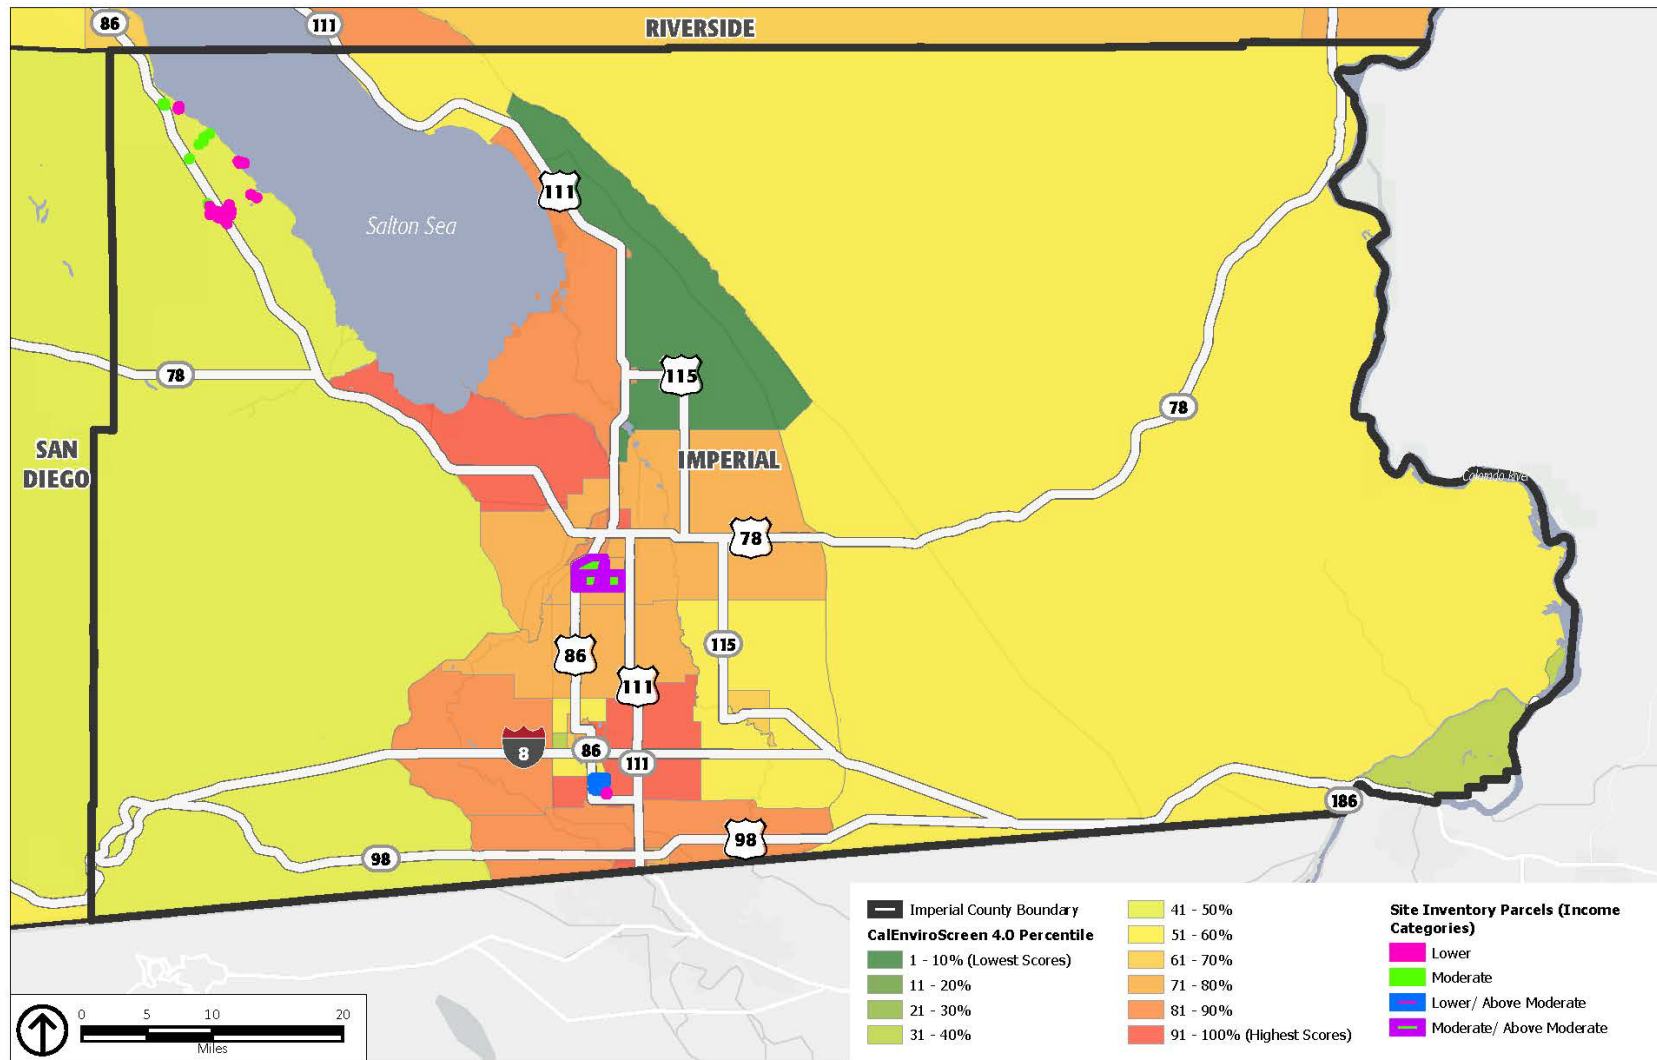 86
111
RIVERSIDE
111
Salton Sea
115
78
78
SAN
DIEGO
IMPERIAL
Colorado River
78
86
115
111
8
86
111
186
98
98
Imperial County Boundary
CalEnviroScreen 4.0 Percentile
1 - 10% (Lowest Scores)
11 - 20%
21 - 30%
31 - 40%
41 - 50%
51 - 60%
61 - 70%
71 - 80%
81 - 90%
91 - 100% (Highest Scores)
Site Inventory Parcels (Income
Categories)
Lower
Moderate
Lower/ Above Moderate
Moderate/ Above Moderate
0 5 10 20
Miles